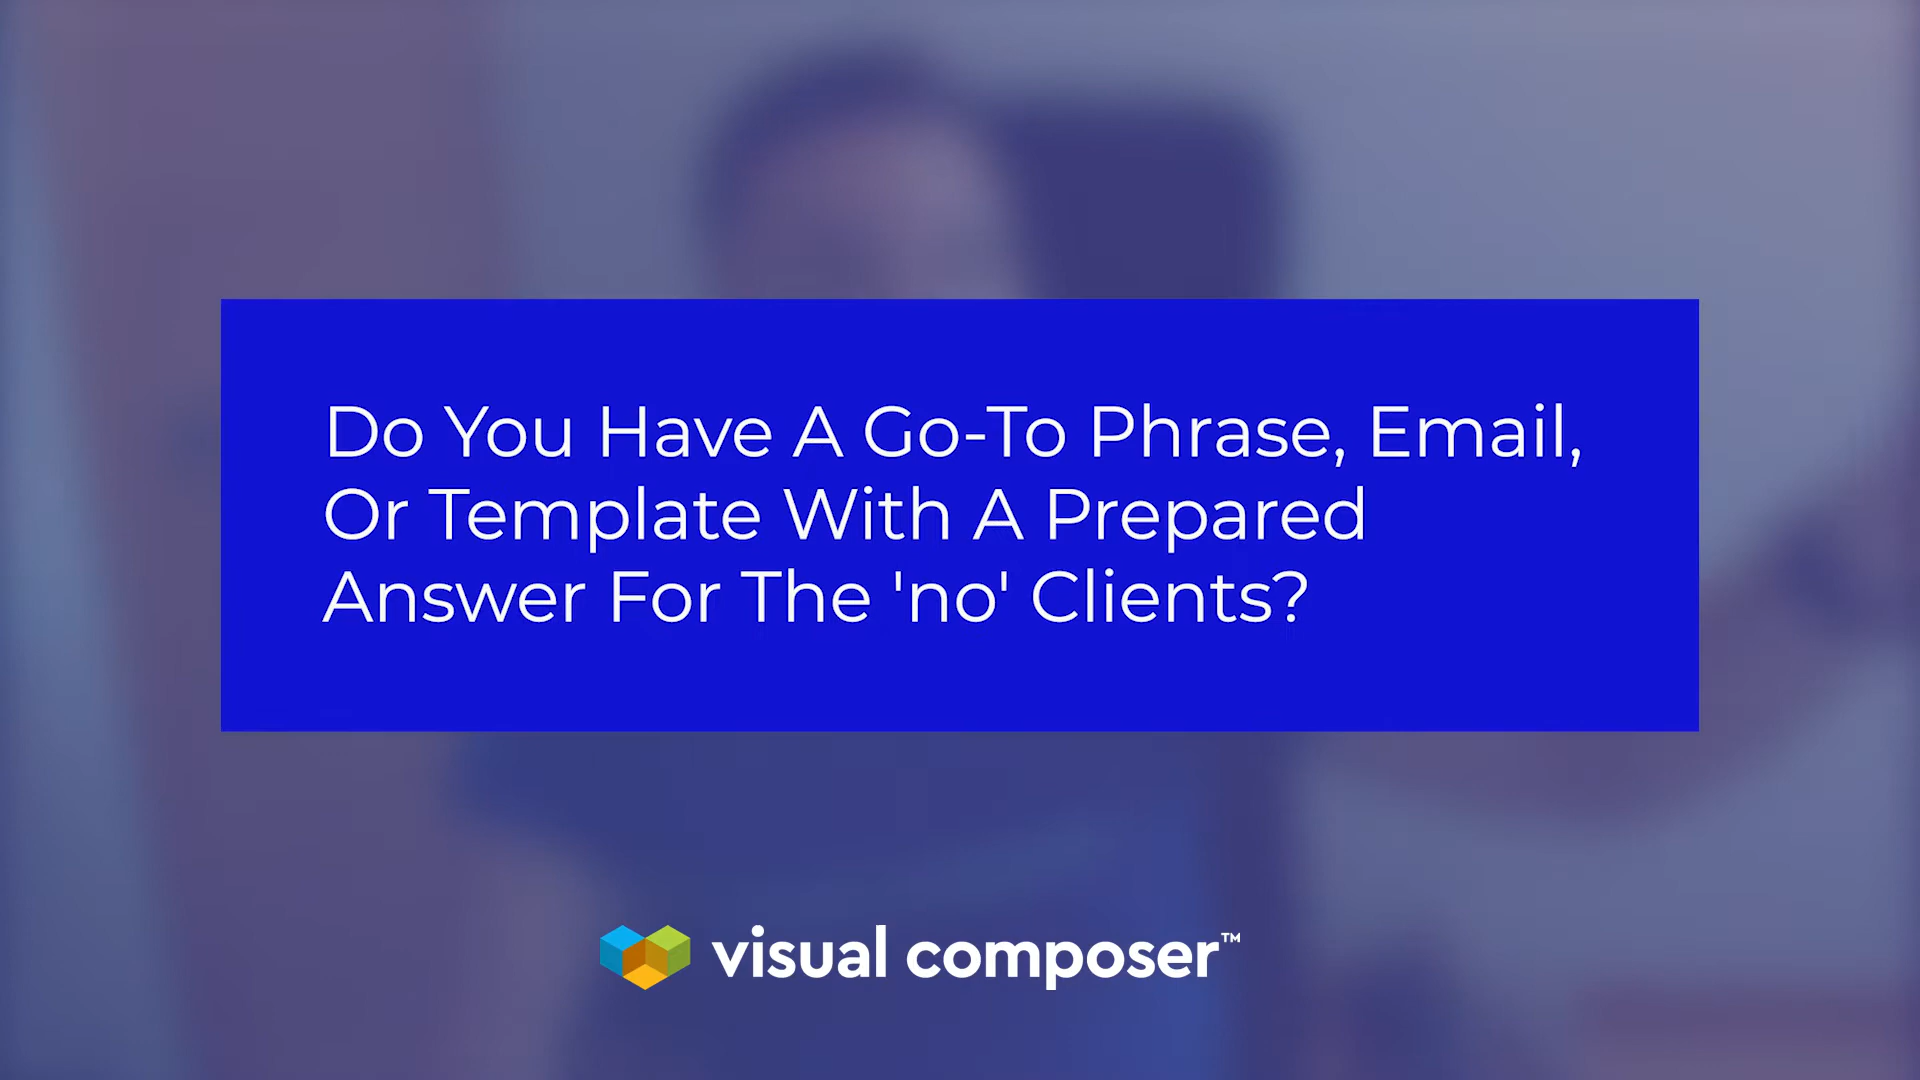 Do You Have A Go-To Phrase, Email,
Or Template With A Prepared
Answer For The 'no' Clients?
visual composer™